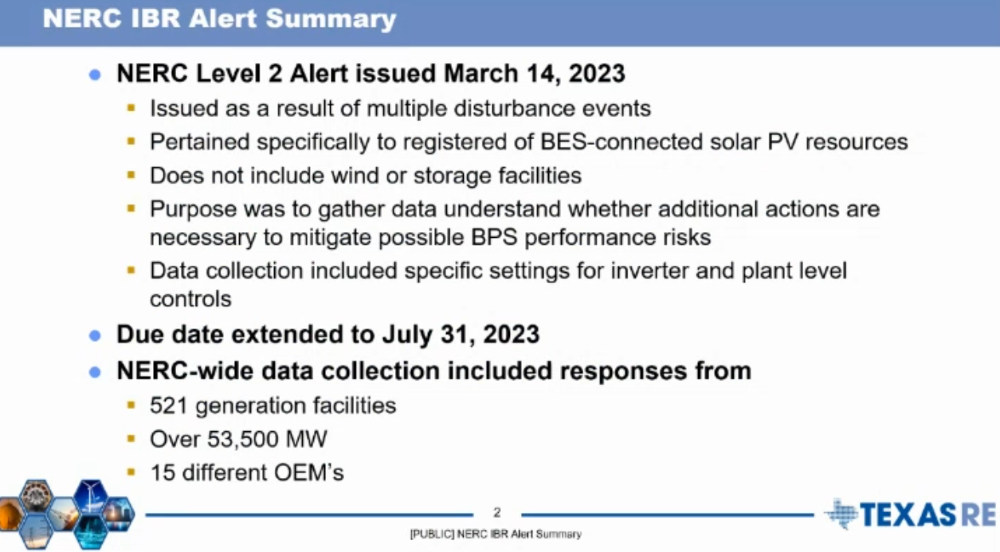 NERC IBR Alert Summary
● NERC Level 2 Alert issued March 14, 2023
▪ Issued as a result of multiple disturbance events
▪ Pertained specifically to registered of BES-connected solar PV resources
▪ Does not include wind or storage facilities
▪ Purpose was to gather data understand whether additional actions are
necessary to mitigate possible BPS performance risks
▪ Data collection included specific settings for inverter and plant level
controls
● Due date extended to July 31, 2023
● NERC-wide data collection included responses from
▪ 521 generation facilities
▪ Over 53,500 MW
▪ 15 different OEM's
2
[PUBLIC] NERC IBR Alert Summary
TEXAS RE